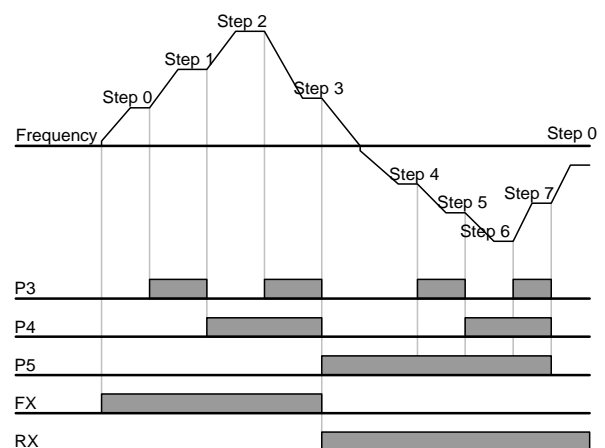 Step 2
Step 1
Step 3
Step 0
Frequency
Step 0
Step 4
Step 7
Step 5
Step 6
P3
P4
P5
FX
RX